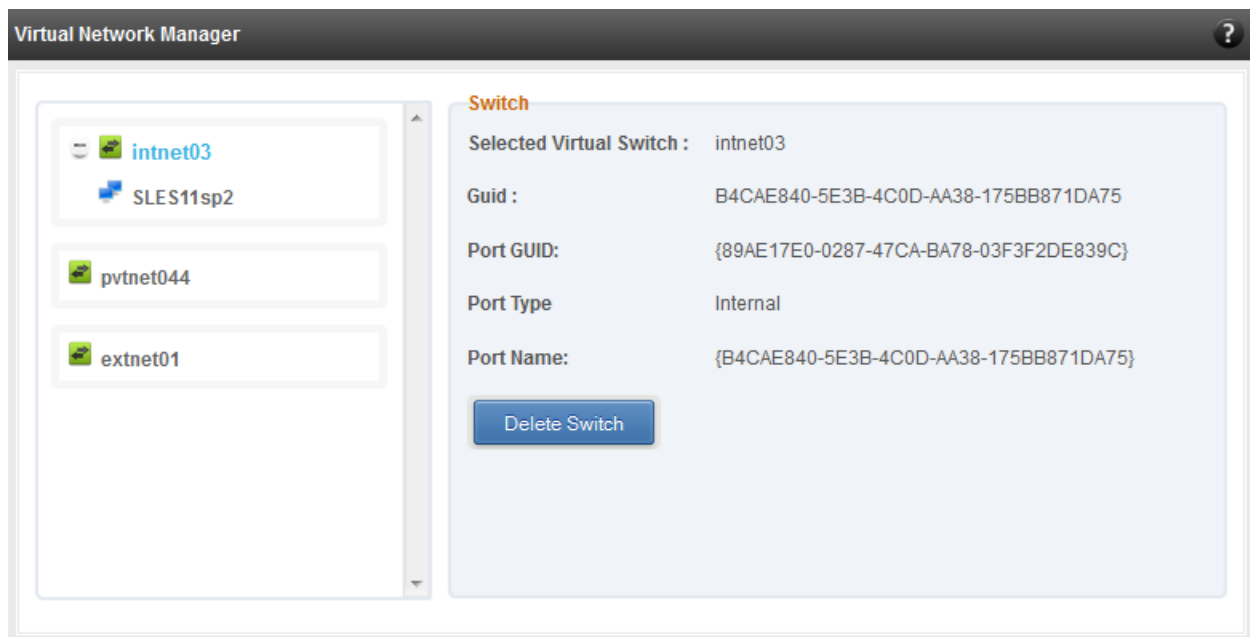 Virtual Network Manager
?
intnet03
SLES11sp2
pvtnet044
extnet01
Switch
Selected Virtual Switch : intnet03
Guid : B4CAE840-5E3B-4C0D-AA38-175BB871DA75
Port GUID: {89AE17E0-0287-47CA-BA78-03F3F2DE839C}
Port Type Internal
Port Name: {B4CAE840-5E3B-4C0D-AA38-175BB871DA75}
Delete Switch